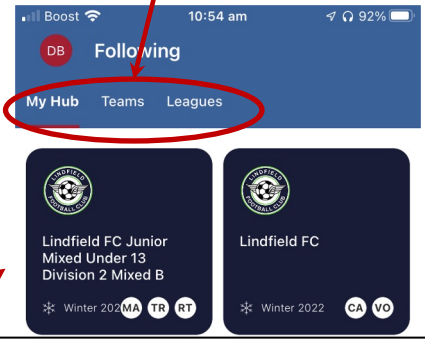 Boost 10:54 am 92%
DB Following
My Hub Teams Leagues
LINDFIELD FOOTBALL CLUB LINDFIELD FOOTBALL CLUB
Lindfield FC Junior Lindfield FC
Mixed Under 13
Division 2 Mixed B
Winter 202 MA TR RT Winter 2022 CA VO